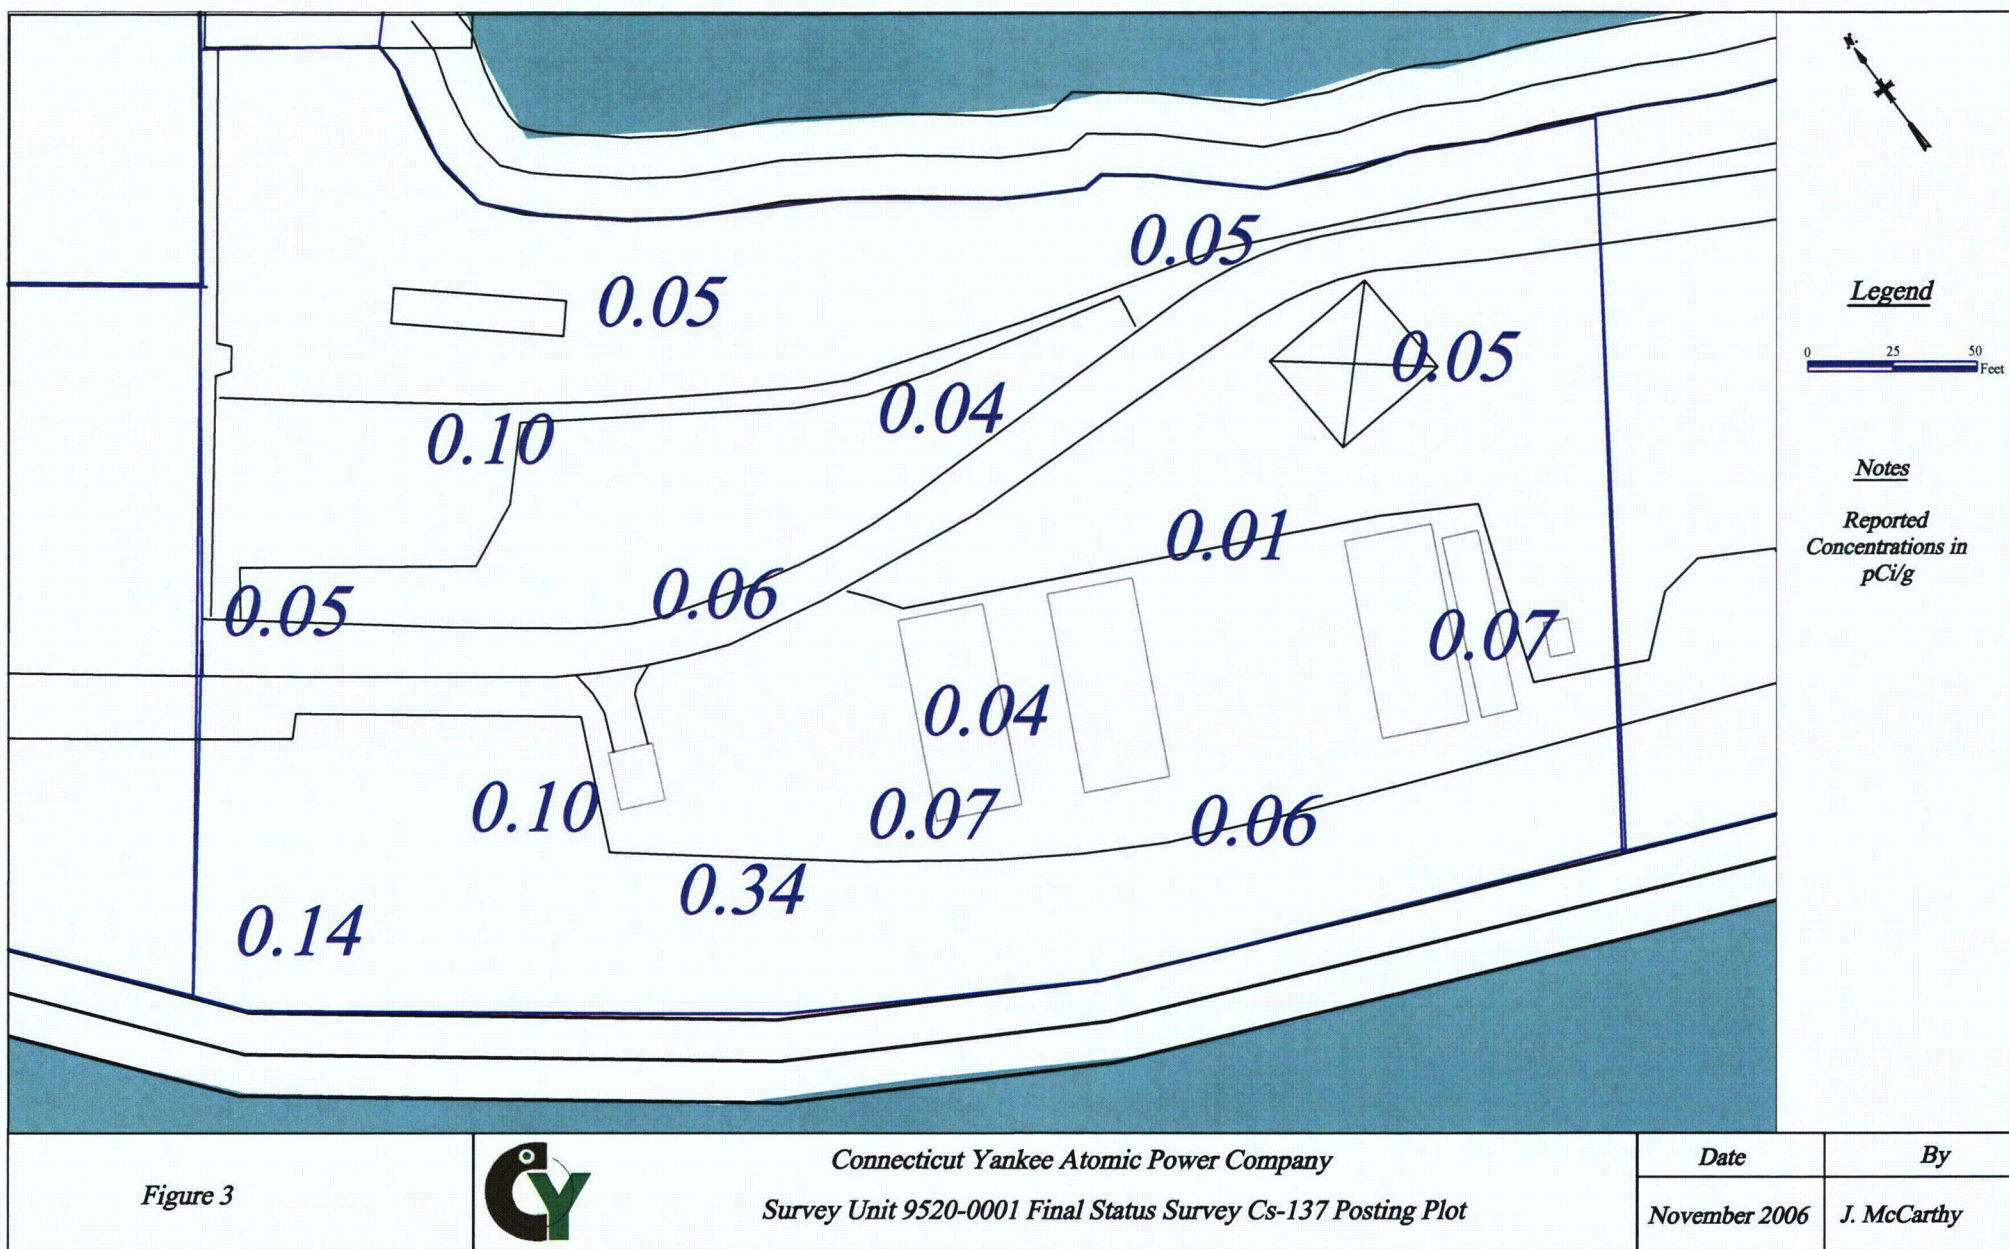 N
0.05
0.05
0.05
0.04
0.10
0.01
0.05
0.06
0.07
0.04
0.10
0.07
0.06
0.34
0.14
Legend
0 25 50
Feet
Notes
Reported
Concentrations in
pCi/g
Figure 3
CY
Connecticut Yankee Atomic Power Company
Survey Unit 9520-0001 Final Status Survey Cs-137 Posting Plot
Date
By
November 2006
J. McCarthy